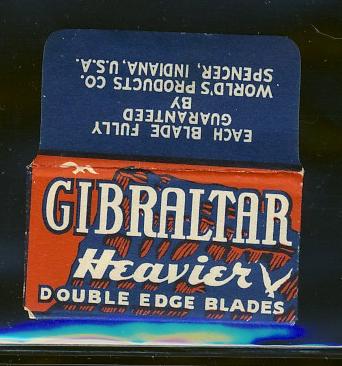 EACH BLADE FULLY
GUARANTEED
BY
WORLD'S PRODUCTS CO.
SPENCER, INDIANA, U.S.A.
GIBRALTAR
Heavier
DOUBLE EDGE BLADES